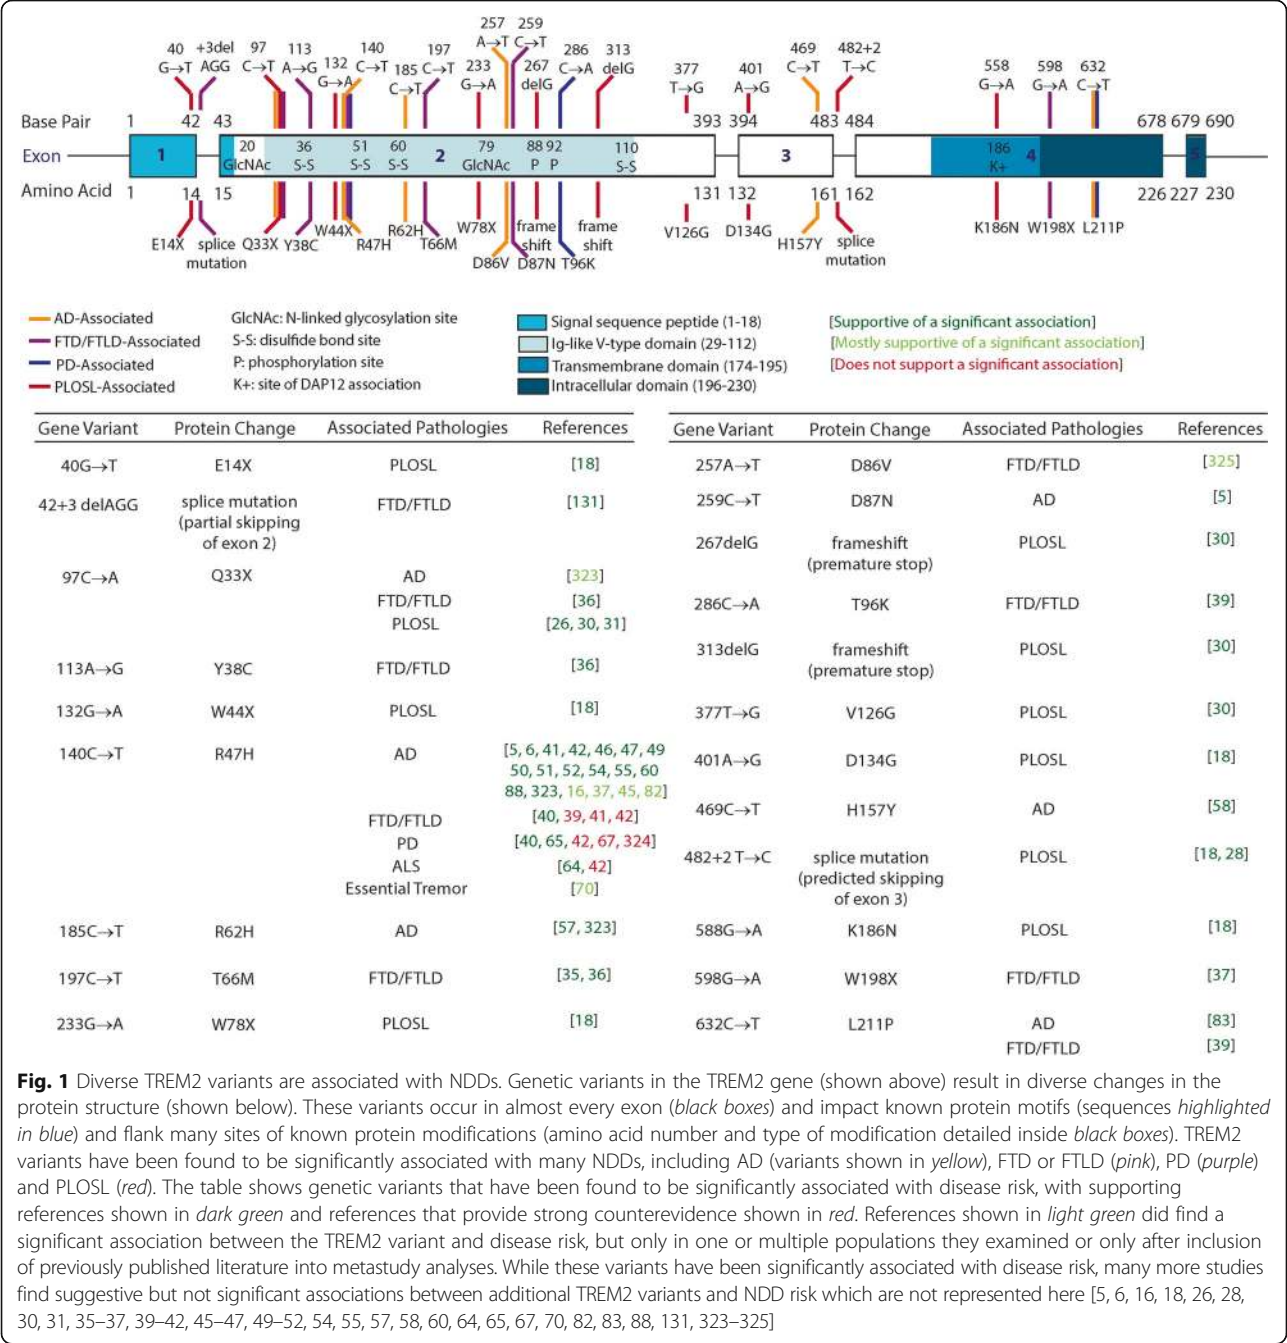 257 259
A→T C→T
40 +3del 97 113 132 140 185 197 233 267 286 313 377 401 469 482+2 558 598 632
G→T AGG C→T A→G G→A C→T C→T C→T G→A delG C→A delG T→G A→G C→T T→C G→A G→A C→T
Base Pair 1 42 43 393 394 483 484 678 679 690
Exon 1 20 GlcNAc 36 S-S 51 S-S 60 S-S 2 79 GlcNAc 88 P 92 P 110 S-S 3 186 K+ 4 5
Amino Acid 1 14 15 131 132 161 162 226 227 230
E14X splice mutation Q33X Y38C W44X R47H R62H T66M W78X D86V D87N frame shift T96K frame shift V126G D134G H157Y splice mutation K186N W198X L211P
AD-Associated
FTD/FTLD-Associated
PD-Associated
PLOSL-Associated
GlcNAc: N-linked glycosylation site
S-S: disulfide bond site
P: phosphorylation site
K+: site of DAP12 association
Signal sequence peptide (1-18)
Ig-like V-type domain (29-112)
Transmembrane domain (174-195)
Intracellular domain (196-230)
[Supportive of a significant association]
[Mostly supportive of a significant association]
[Does not support a significant association]
Gene Variant Protein Change Associated Pathologies References
40G→T E14X PLOSL [18]
42+3 delAGG splice mutation FTD/FTLD [131]
(partial skipping
of exon 2)
97C→A Q33X AD [323]
FTD/FTLD [36]
PLOSL [26, 30, 31]
113A→G Y38C FTD/FTLD [36]
132G→A W44X PLOSL [18]
140C→T R47H AD [5, 6, 41, 42, 46, 47, 49
50, 51, 52, 54, 55, 60
88, 323, 16, 37, 45, 82]
FTD/FTLD [40, 39, 41, 42]
PD [40, 65, 42, 67, 324]
ALS [64, 42]
Essential Tremor [70]
185C→T R62H AD [57, 323]
197C→T T66M FTD/FTLD [35, 36]
233G→A W78X PLOSL [18]
Gene Variant Protein Change Associated Pathologies References
257A→T D86V FTD/FTLD [325]
259C→T D87N AD [5]
267delG frameshift PLOSL [30]
(premature stop)
286C→A T96K FTD/FTLD [39]
313delG frameshift PLOSL [30]
(premature stop)
377T→G V126G PLOSL [30]
401A→G D134G PLOSL [18]
469C→T H157Y AD [58]
482+2 T→C splice mutation PLOSL [18, 28]
(predicted skipping
of exon 3)
588G→A K186N PLOSL [18]
598G→A W198X FTD/FTLD [37]
632C→T L211P AD [83]
FTD/FTLD [39]
Fig. 1 Diverse TREM2 variants are associated with NDDs. Genetic variants in the TREM2 gene (shown above) result in diverse changes in the
protein structure (shown below). These variants occur in almost every exon (black boxes) and impact known protein motifs (sequences highlighted
in blue) and flank many sites of known protein modifications (amino acid number and type of modification detailed inside black boxes). TREM2
variants have been found to be significantly associated with many NDDs, including AD (variants shown in yellow), FTD or FTLD (pink), PD (purple)
and PLOSL (red). The table shows genetic variants that have been found to be significantly associated with disease risk, with supporting
references shown in dark green and references that provide strong counterevidence shown in red. References shown in light green did find a
significant association between the TREM2 variant and disease risk, but only in one or multiple populations they examined or only after inclusion
of previously published literature into metastudy analyses. While these variants have been significantly associated with disease risk, many more studies
find suggestive but not significant associations between additional TREM2 variants and NDD risk which are not represented here [5, 6, 16, 18, 26, 28,
30, 31, 35–37, 39–42, 45–47, 49–52, 54, 55, 57, 58, 60, 64, 65, 67, 70, 82, 83, 88, 131, 323–325]